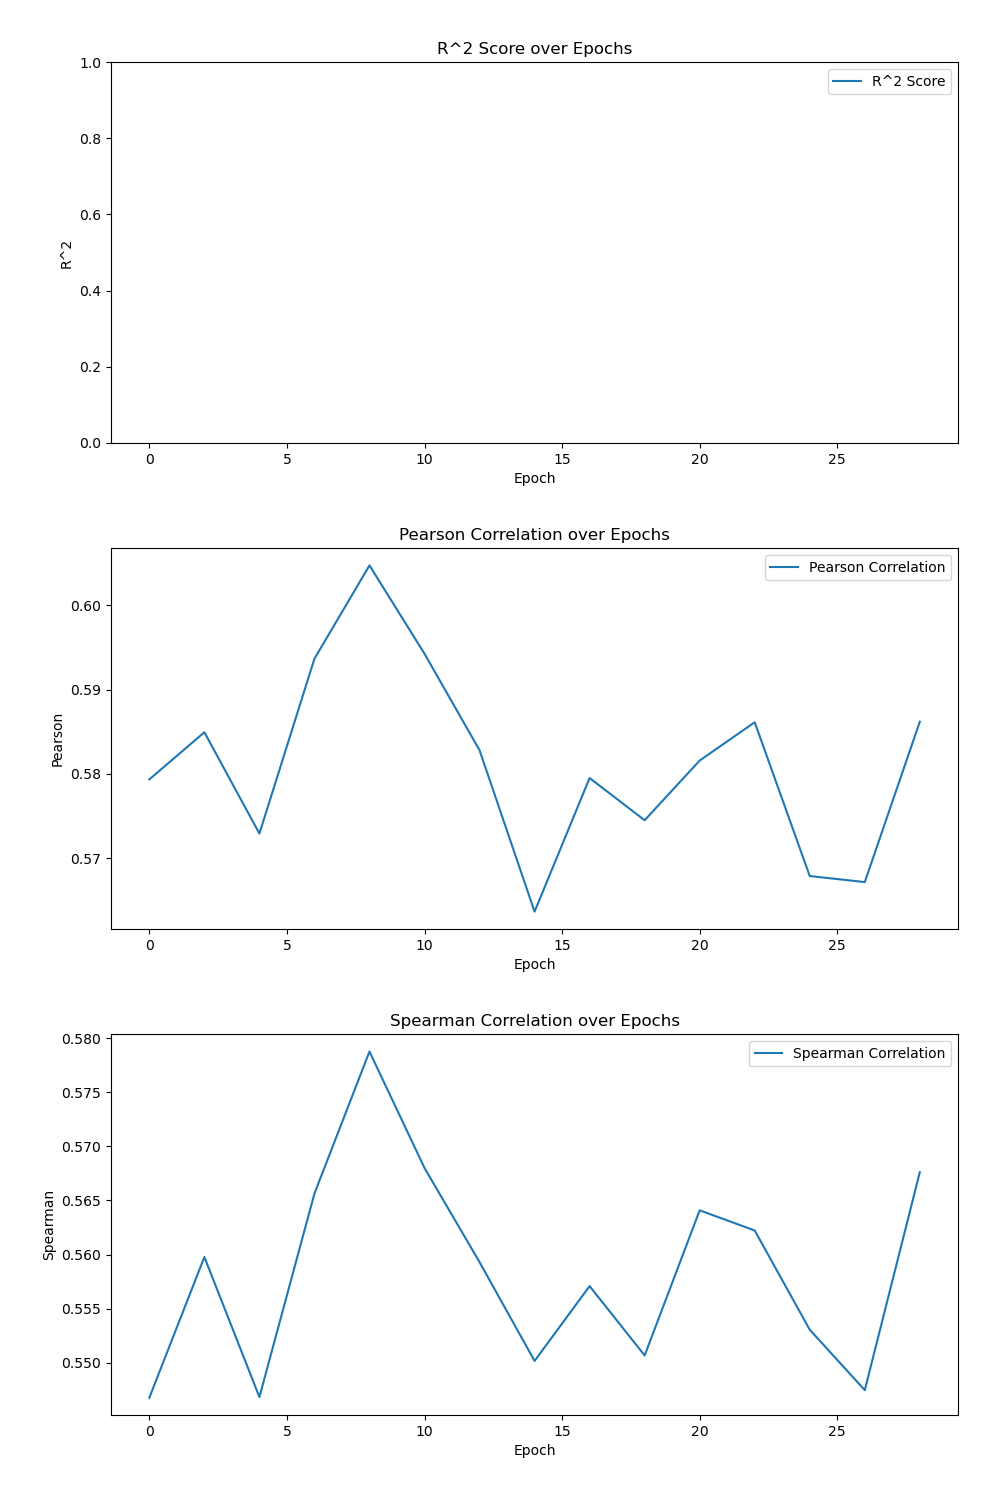 R^2 Score over Epochs
1.0
R^2 Score
0.8
0.6
R^2
0.4
0.2
0.0
0 5 10 15 20 25
Epoch
Pearson Correlation over Epochs
Pearson Correlation
0.60
0.59
Pearson
0.58
0.57
0 5 10 15 20 25
Epoch
Spearman Correlation over Epochs
0.580
Spearman Correlation
0.575
0.570
0.565
Spearman
0.560
0.555
0.550
0 5 10 15 20 25
Epoch